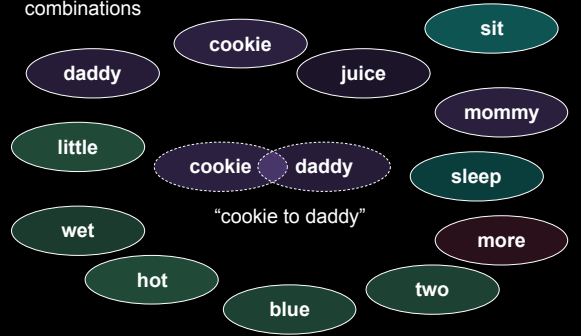 combinations
sit
cookie
daddy
juice
mommy
little
cookie daddy
sleep
“cookie to daddy”
wet
more
hot
two
blue